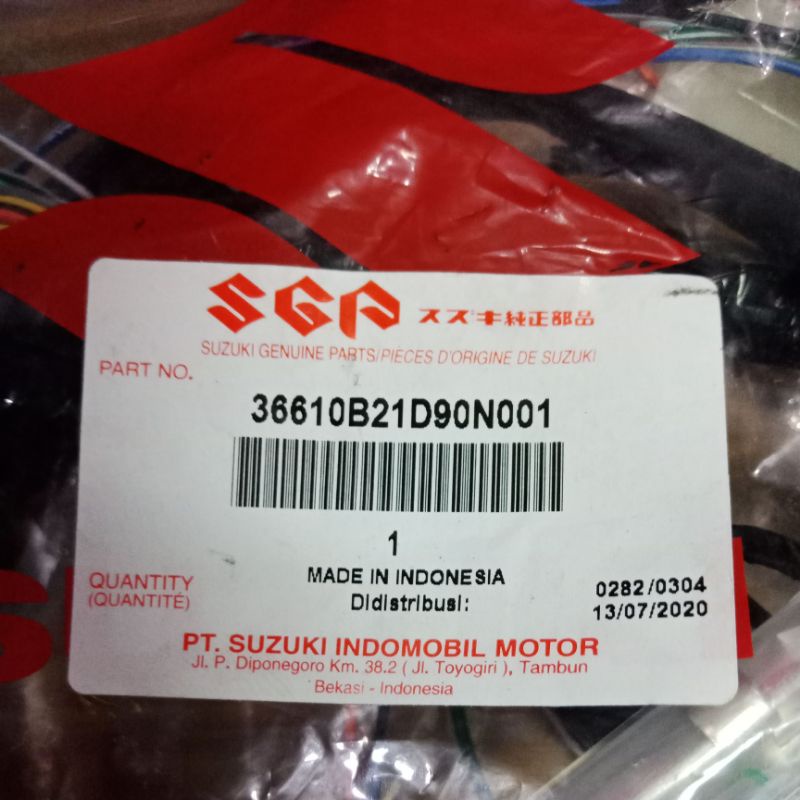 SGP スズキ純正部品
SUZUKI GENUINE PARTS/PIÈCES D'ORIGINE DE SUZUKI
PART NO.
36610B21D90N001
1
MADE IN INDONESIA
QUANTITY
(QUANTITÉ)
Didistribusi:
0282/0304
13/07/2020
PT. SUZUKI INDOMOBIL MOTOR
Jl. P. Diponegoro Km. 38.2 ( Jl. Toyogiri ), Tambun
Bekasi - Indonesia